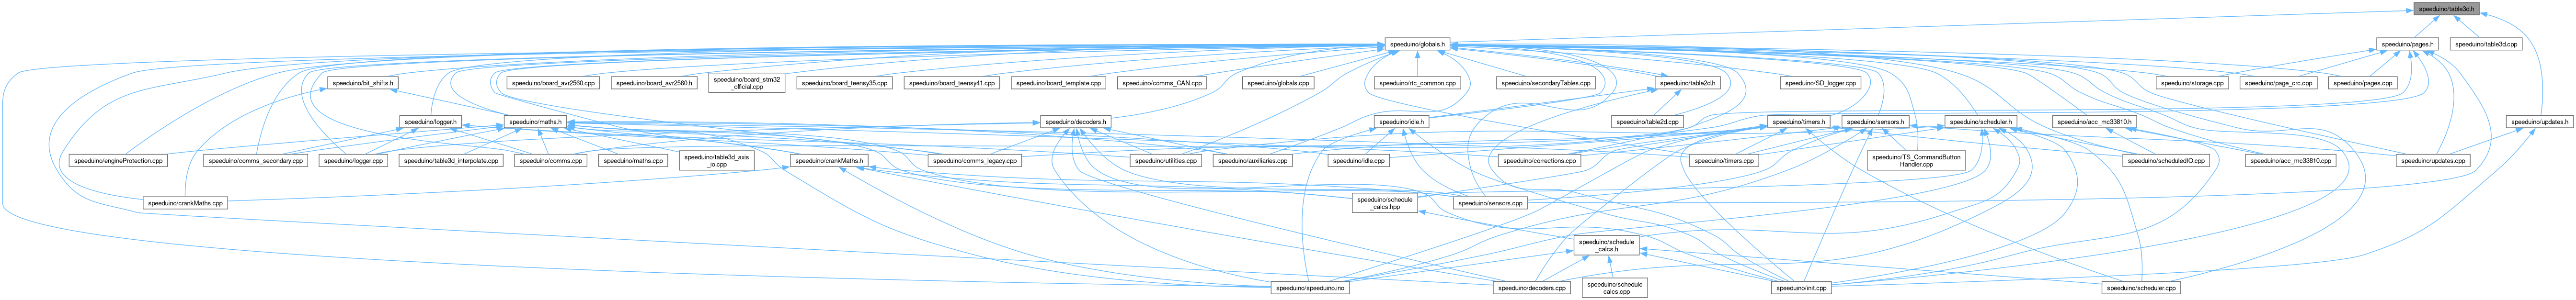 speeduino/table3d.h
speeduino/globals.h
speeduino/pages.h
speeduino/table3d.cpp
speeduino/bit_shifts.h
speeduino/board_avr2560.cpp
speeduino/board_avr2560.h
speeduino/board_stm32
_official.cpp
speeduino/board_teensy35.cpp
speeduino/board_teensy41.cpp
speeduino/board_template.cpp
speeduino/comms_CAN.cpp
speeduino/globals.cpp
speeduino/rtc_common.cpp
speeduino/secondaryTables.cpp
speeduino/table2d.h
speeduino/SD_logger.cpp
speeduino/storage.cpp
speeduino/page_crc.cpp
speeduino/pages.cpp
speeduino/logger.h
speeduino/maths.h
speeduino/decoders.h
speeduino/idle.h
speeduino/table2d.cpp
speeduino/timers.h
speeduino/sensors.h
speeduino/scheduler.h
speeduino/acc_mc33810.h
speeduino/updates.h
speeduino/engineProtection.cpp
speeduino/comms_secondary.cpp
speeduino/logger.cpp
speeduino/table3d_interpolate.cpp
speeduino/comms.cpp
speeduino/maths.cpp
speeduino/table3d_axis
_io.cpp
speeduino/crankMaths.h
speeduino/comms_legacy.cpp
speeduino/utilities.cpp
speeduino/auxiliaries.cpp
speeduino/idle.cpp
speeduino/corrections.cpp
speeduino/timers.cpp
speeduino/TS_CommandButton
Handler.cpp
speeduino/scheduledIO.cpp
speeduino/acc_mc33810.cpp
speeduino/updates.cpp
speeduino/crankMaths.cpp
speeduino/schedule
_calcs.hpp
speeduino/sensors.cpp
speeduino/schedule
_calcs.h
speeduino/speeduino.ino
speeduino/decoders.cpp
speeduino/schedule
_calcs.cpp
speeduino/init.cpp
speeduino/scheduler.cpp